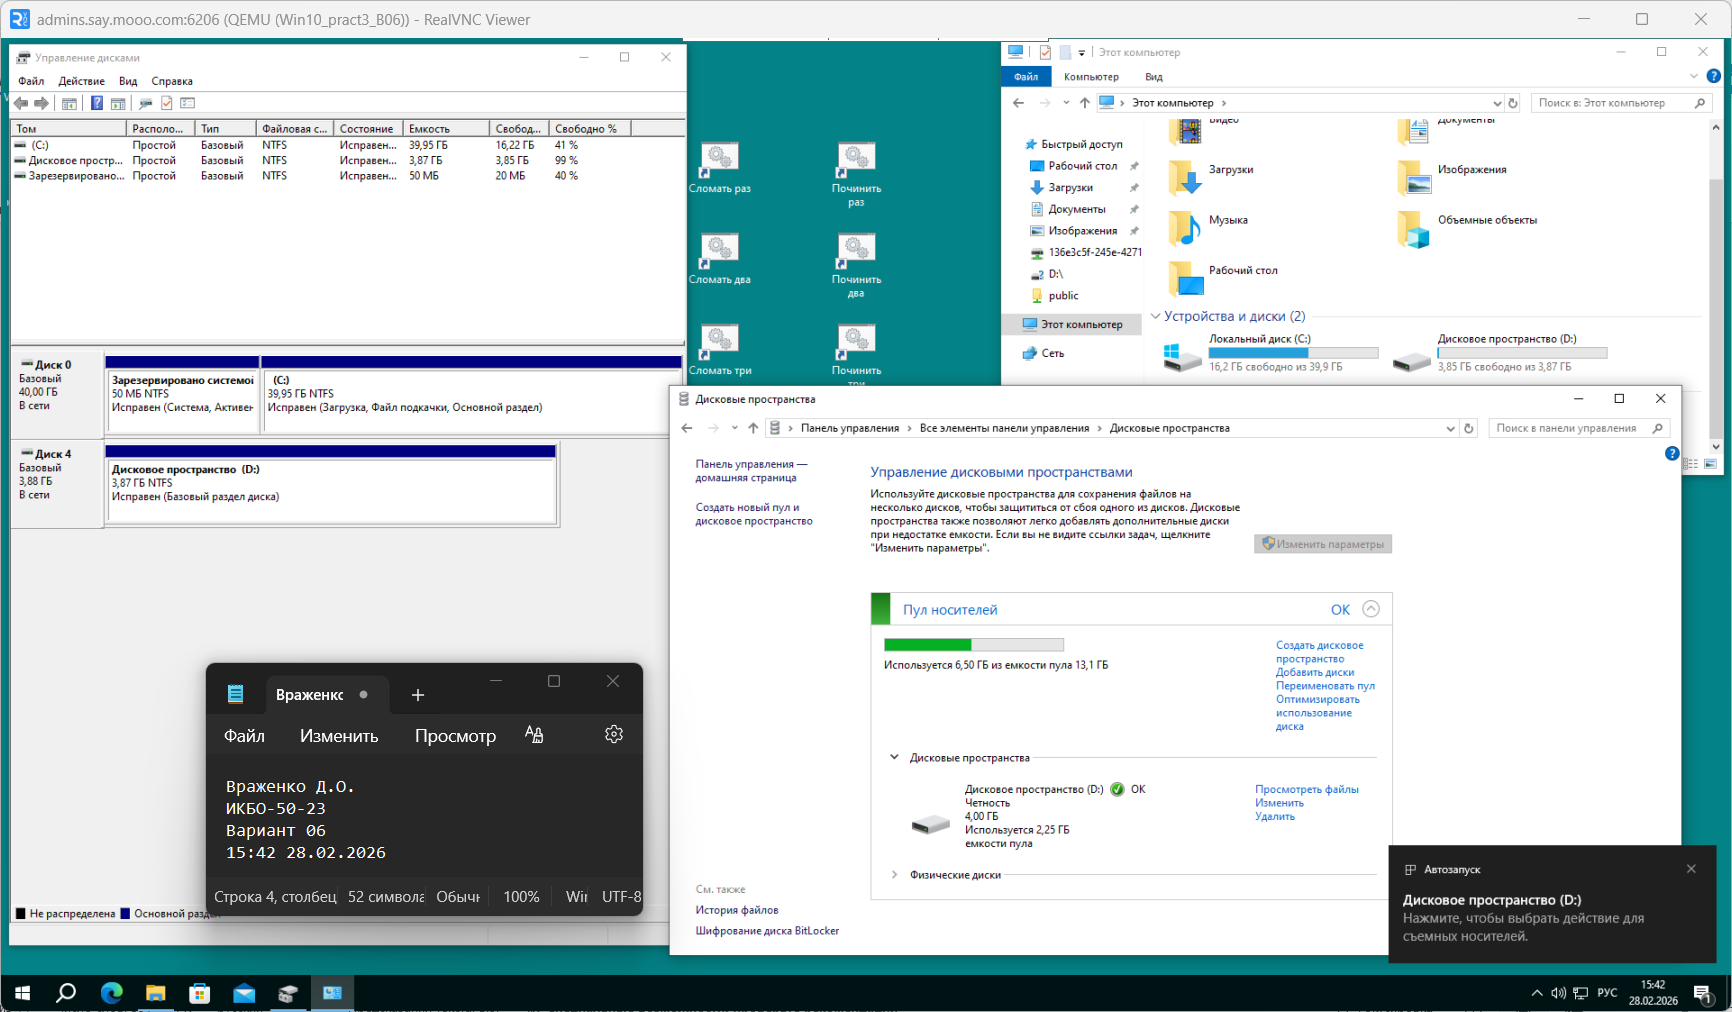 admins.say.mooo.com:6206 (QEMU (Win10_pract3_B06)) - RealVNC Viewer
Управление дисками
Файл Действие Вид Справка
Том Располо... Тип Файловая с... Состояние Емкость Свобод... Свободно %
(C:) Простой Базовый NTFS Исправен... 39,95 ГБ 16,22 ГБ 41 %
Дисковое простр... Простой Базовый NTFS Исправен... 3,87 ГБ 3,85 ГБ 99 %
Зарезервировано... Простой Базовый NTFS Исправен... 50 МБ 20 МБ 40 %
Диск 0
Базовый
40,00 ГБ
В сети
Зарезервировано системой
50 МБ NTFS
Исправен (Система, Активен
(C:)
39,95 ГБ NTFS
Исправен (Загрузка, Файл подкачки, Основной раздел)
Диск 4
Базовый
3,88 ГБ
В сети
Дисковое пространство (D:)
3,87 ГБ NTFS
Исправен (Базовый раздел диска)
Не распределена Основной раздел
Сломать раз
Починить
раз
Сломать два
Починить
два
Сломать три
Починить
три
Этот компьютер
Файл Компьютер Вид
Этот компьютер
Поиск в: Этот компьютер
Быстрый доступ
Рабочий стол
Загрузки
Документы
Изображения
136e3c5f-245e-4271
D:\
public
Этот компьютер
Сеть
Видео
Документы
Загрузки
Изображения
Музыка
Объемные объекты
Рабочий стол
Устройства и диски (2)
Локальный диск (C:)
16,2 ГБ свободно из 39,9 ГБ
Дисковое пространство (D:)
3,85 ГБ свободно из 3,87 ГБ
Дисковые пространства
Панель управления Все элементы панели управления Дисковые пространства
Поиск в панели управления
Панель управления —
домашняя страница
Создать новый пул и
дисковое пространство
Управление дисковыми пространствами
Используйте дисковые пространства для сохранения файлов на
несколько дисков, чтобы защититься от сбоя одного из дисков. Дисковые
пространства также позволяют легко добавлять дополнительные диски
при недостатке емкости. Если вы не видите ссылки задач, щелкните
"Изменить параметры".
Изменить параметры
Пул носителей
ОК
Используется 6,50 ГБ из емкости пула 13,1 ГБ
Создать дисковое
пространство
Добавить диски
Переименовать пул
Оптимизировать
использование
диска
Дисковые пространства
Дисковое пространство (D:) ОК
Четность
4,00 ГБ
Используется 2,25 ГБ
емкости пула
Просмотреть файлы
Изменить
Удалить
Физические диски
См. также
История файлов
Шифрование диска BitLocker
Враженкс
Файл Изменить Просмотр
Враженко Д.О.
ИКБО-50-23
Вариант 06
15:42 28.02.2026
Строка 4, столбец 52 символа Обычн 100% Wir UTF-8
Автозапуск
Дисковое пространство (D:)
Нажмите, чтобы выбрать действие для
съемных носителей.
РУС
15:42
28.02.2026
1